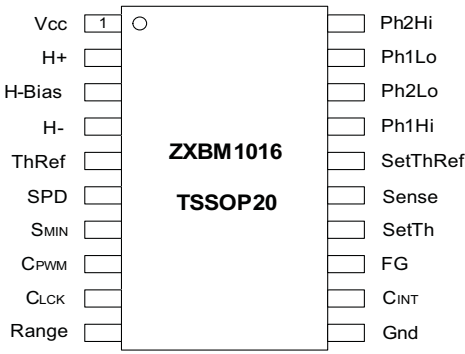 Vcc 1 Ph2Hi
H+ Ph1Lo
H-Bias Ph2Lo
H- Ph1Hi
ZXBM1016
ThRef SetThRef
SPD Sense
TSSOP20
SMIN SetTh
CPWM FG
CLCK CINT
Range Gnd